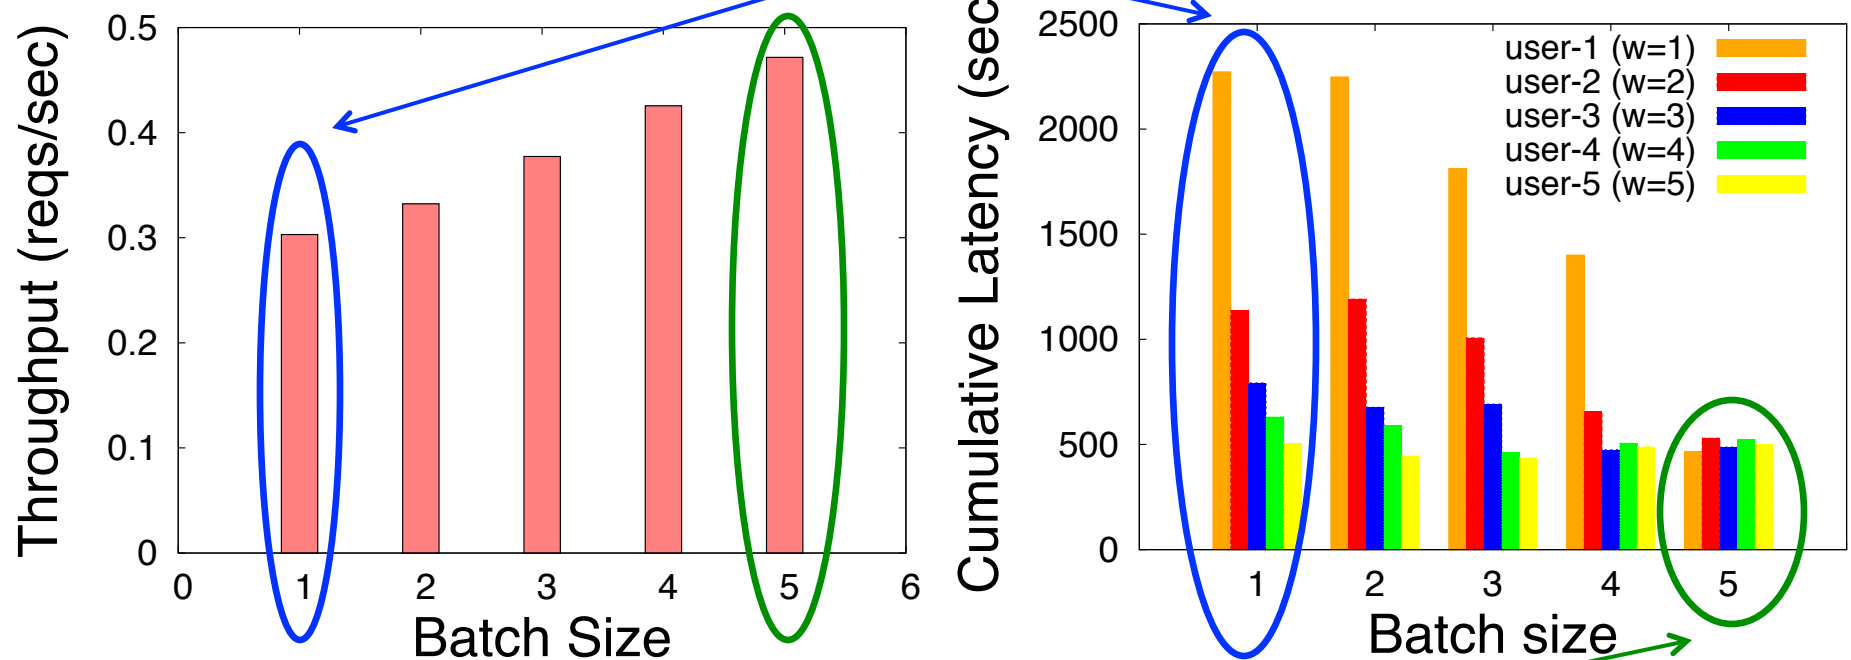 Throughput (reqs/sec)
0.5
0.4
0.3
0.2
0.1
0
0 1 2 3 4 5 6
Batch Size
Cumulative Latency (sec
2500
2000
1500
1000
500
0
user-1 (w=1)
user-2 (w=2)
user-3 (w=3)
user-4 (w=4)
user-5 (w=5)
1 2 3 4 5
Batch size